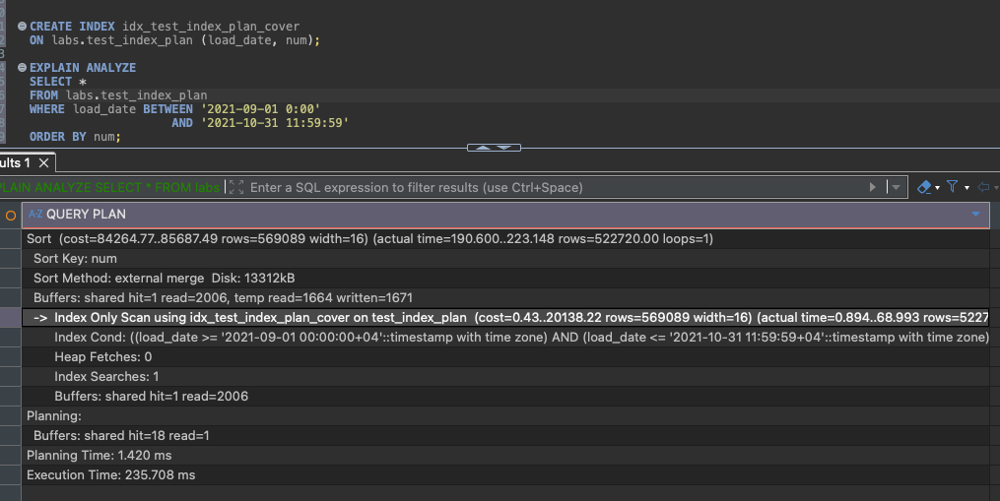 CREATE INDEX idx_test_index_plan_cover
ON labs.test_index_plan (load_date, num);
EXPLAIN ANALYZE
SELECT *
FROM labs.test_index_plan
WHERE load_date BETWEEN '2021-09-01 0:00'
AND '2021-10-31 11:59:59'
ORDER BY num;
ults 1
PLAIN ANALYZE SELECT * FROM labs
Enter a SQL expression to filter results (use Ctrl+Space)
A-Z QUERY PLAN
Sort (cost=84264.77..85687.49 rows=569089 width=16) (actual time=190.600..223.148 rows=522720.00 loops=1)
Sort Key: num
Sort Method: external merge Disk: 13312kB
Buffers: shared hit=1 read=2006, temp read=1664 written=1671
-> Index Only Scan using idx_test_index_plan_cover on test_index_plan (cost=0.43..20138.22 rows=569089 width=16) (actual time=0.894..68.993 rows=5227
Index Cond: ((load_date >= '2021-09-01 00:00:00+04'::timestamp with time zone) AND (load_date <= '2021-10-31 11:59:59+04'::timestamp with time zone)
Heap Fetches: 0
Index Searches: 1
Buffers: shared hit=1 read=2006
Planning:
Buffers: shared hit=18 read=1
Planning Time: 1.420 ms
Execution Time: 235.708 ms